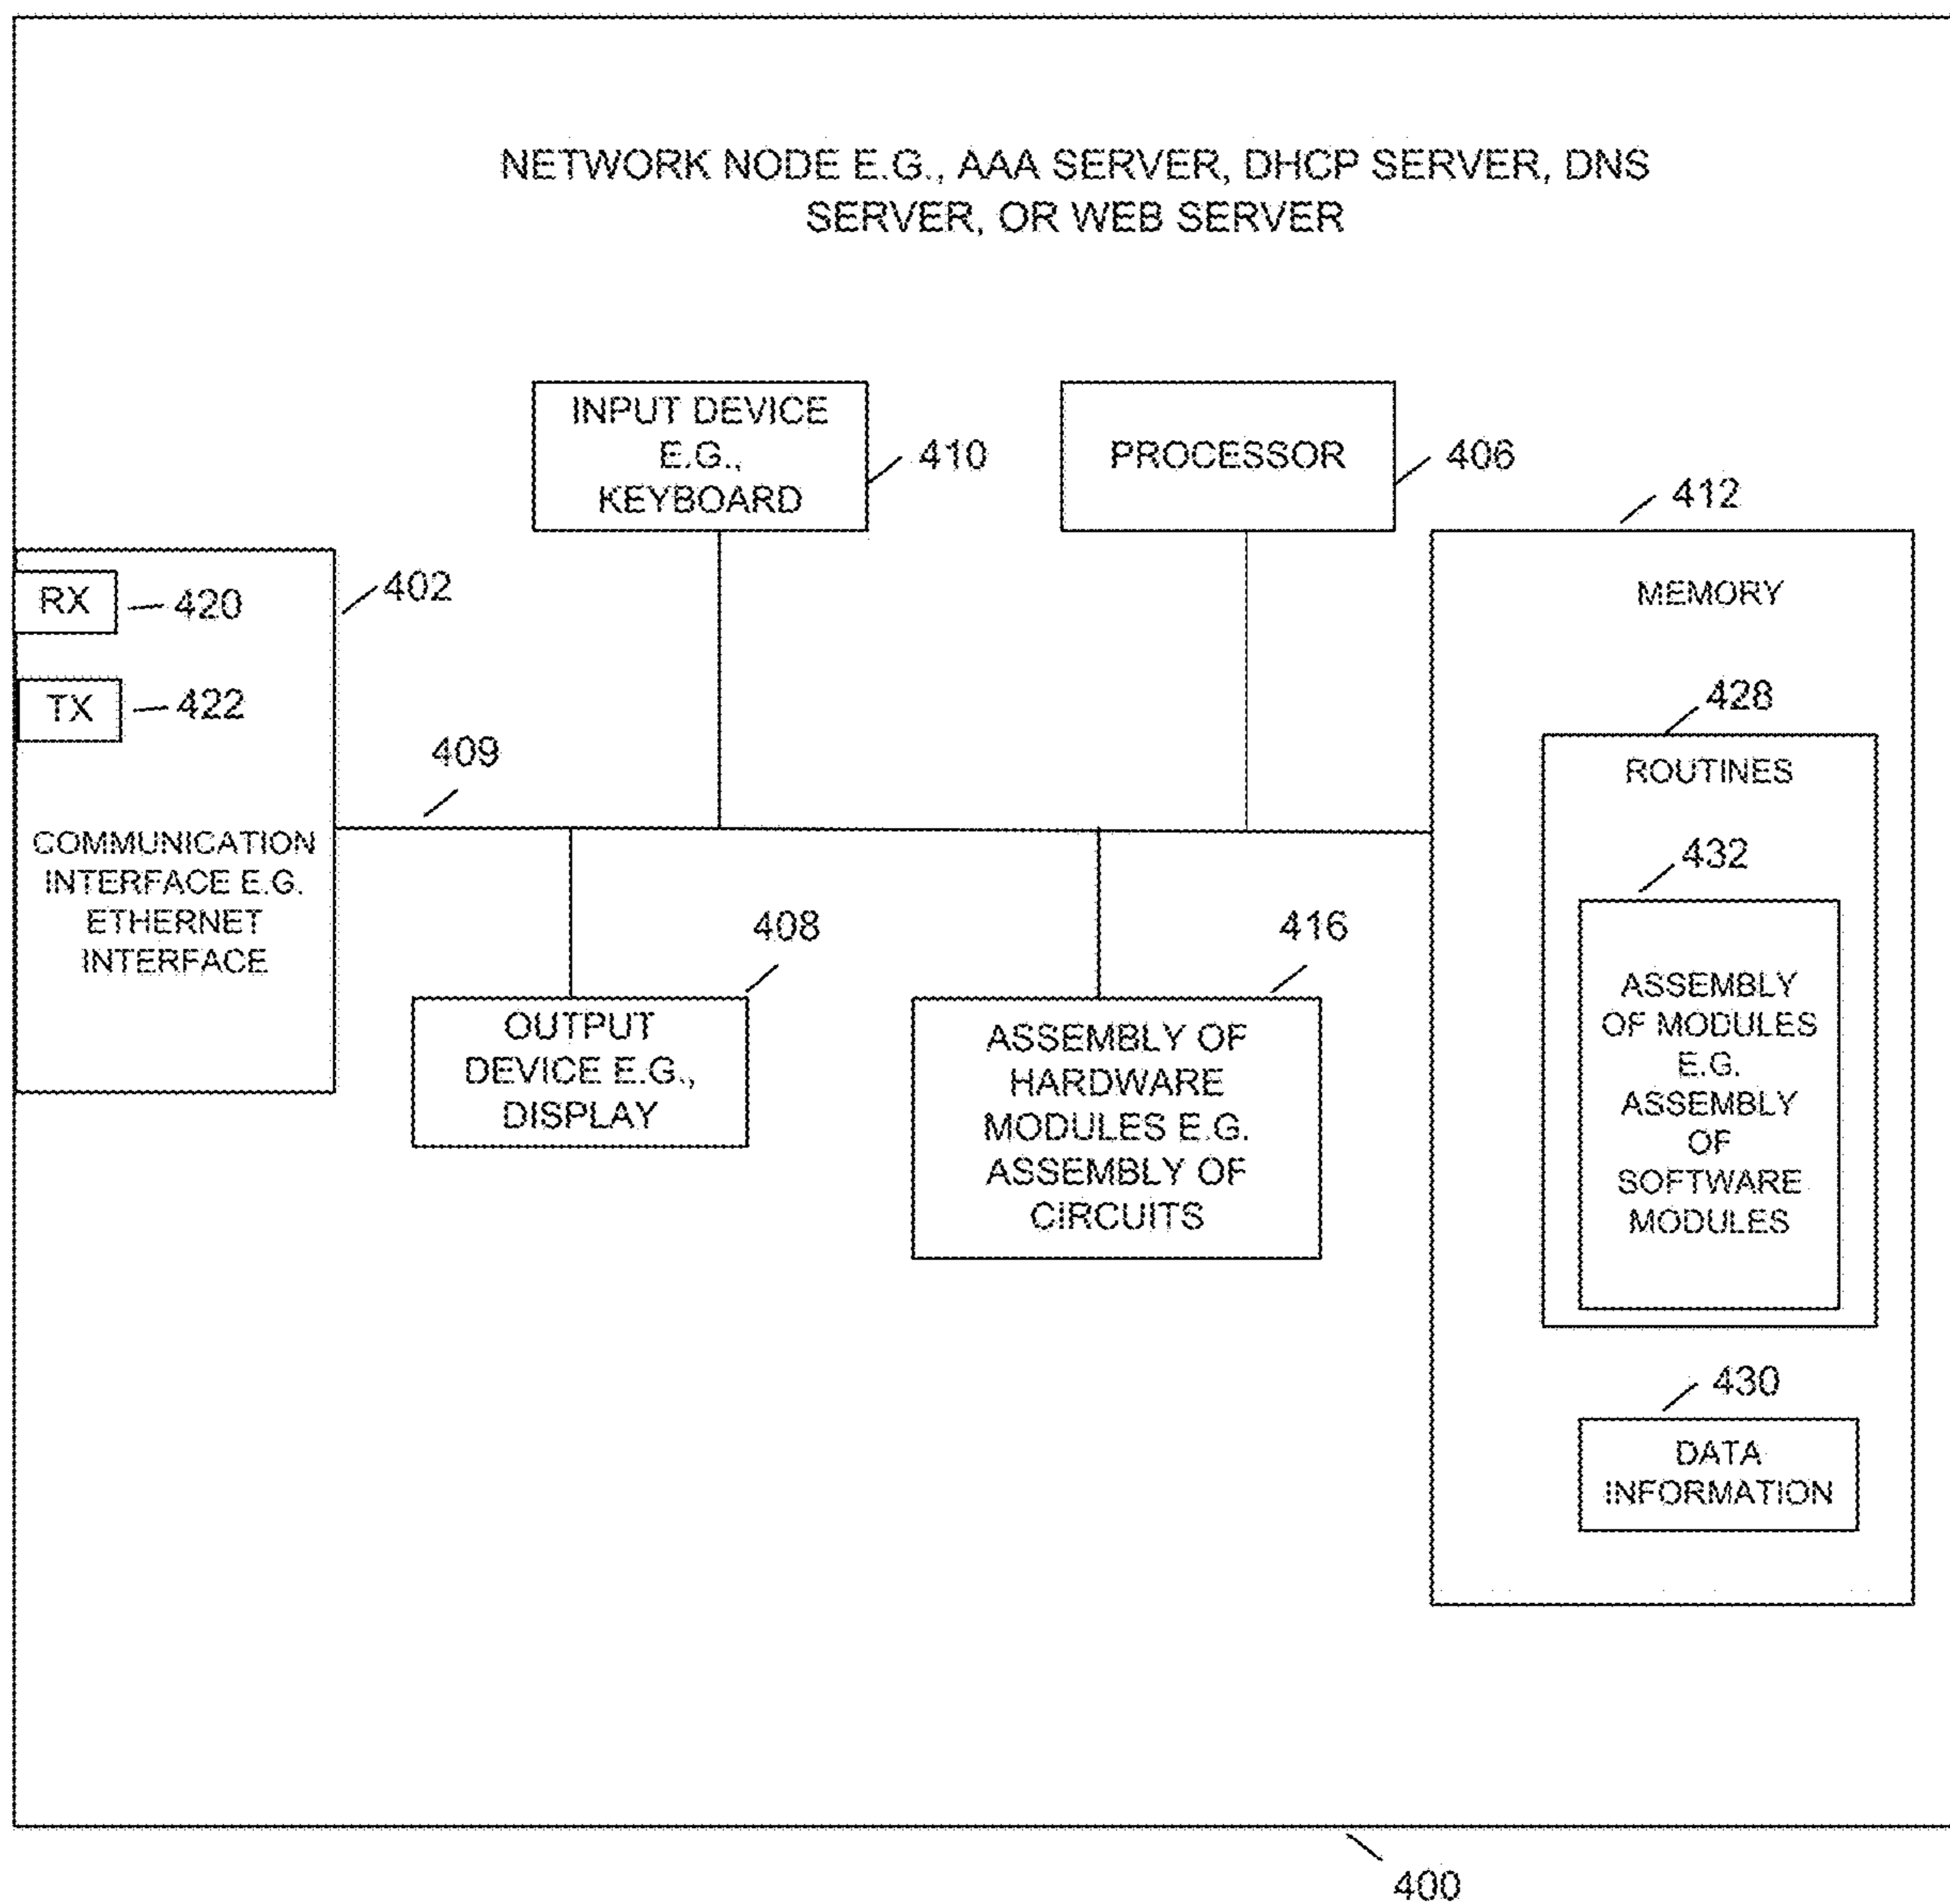 NETWORK NODE E.G., AAA SERVER, DHCP SERVER, DNS
SERVER, OR WEB SERVER
INPUT DEVICE
E.G.,
KEYBOARD
410
PROCESSOR
406
412
MEMORY
RX
420
402
TX
422
428
ROUTINES
409
COMMUNICATION
INTERFACE E.G.
ETHERNET
INTERFACE
432
408
416
OUTPUT
DEVICE E.G.,
DISPLAY
ASSEMBLY OF
HARDWARE
MODULES E.G.
ASSEMBLY OF
CIRCUITS
ASSEMBLY
OF MODULES
E.G.
ASSEMBLY
OF
SOFTWARE
MODULES
430
DATA
INFORMATION
400